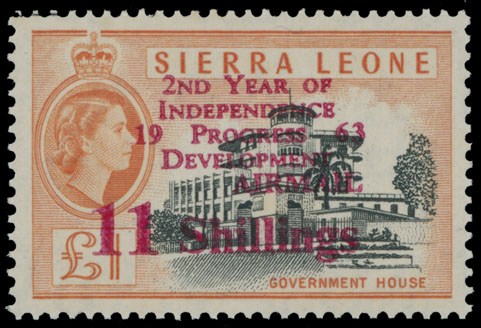 SIERRA LEONE
2ND YEAR OF
INDEPENDENCE
19 PROGRESS 63
DEVELOPMENT
AIRMAIL
11 Shillings
£1
GOVERNMENT HOUSE